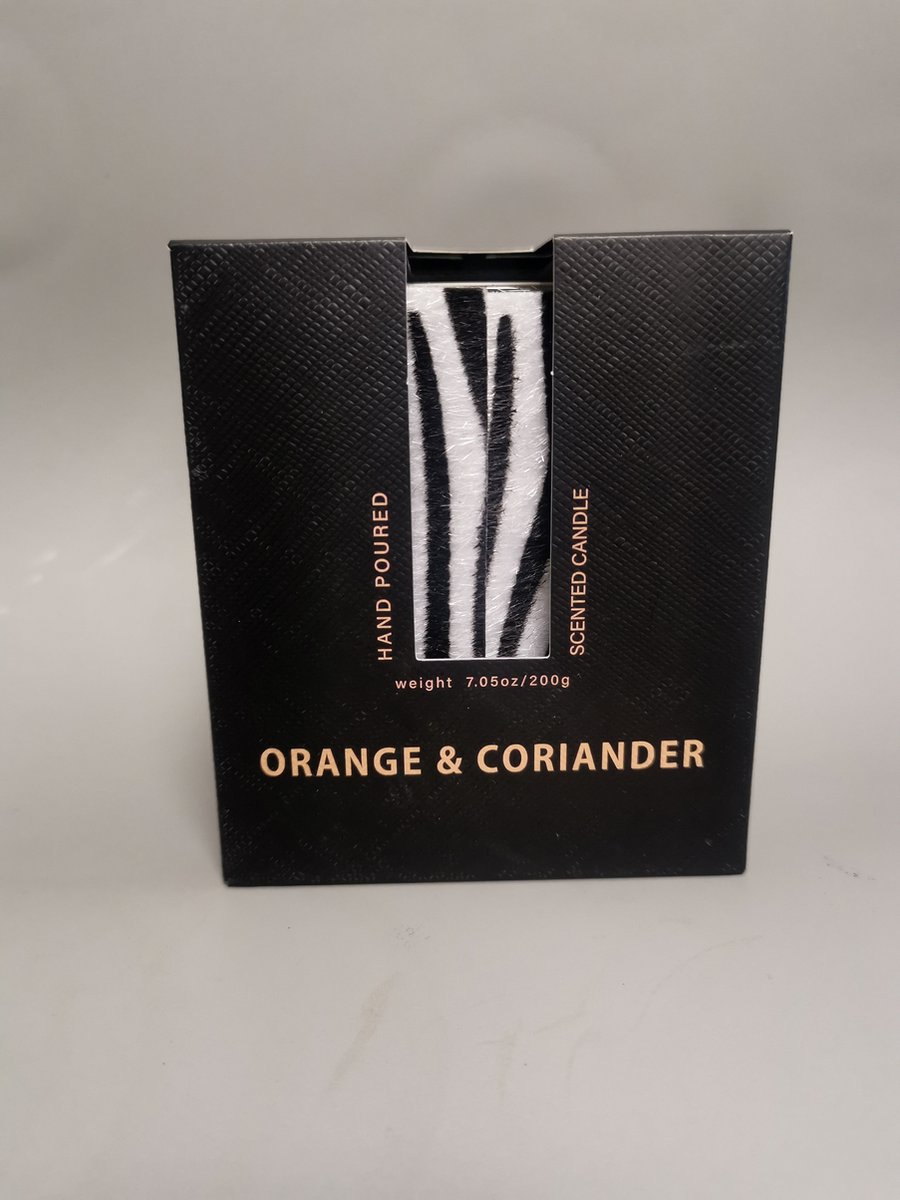 HAND POURED
SCENTED CANDLE
weight 7.05oz/200g
ORANGE & CORIANDER